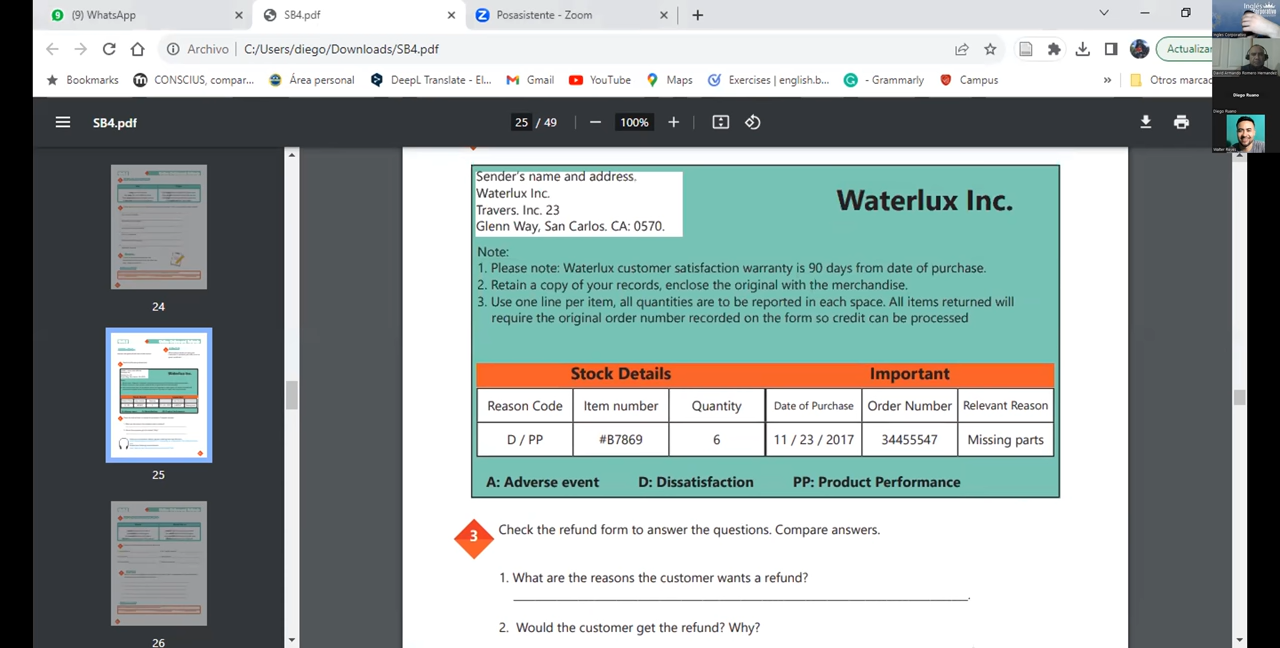 (9) WhatsApp
SB4.pdf
Posasistente - Zoom
Archivo
C:/Users/diego/Downloads/SB4.pdf
Actualizar
Bookmarks
CONSCIUS, compar...
Área personal
DeepL Translate - El...
Gmail
YouTube
Maps
Exercises | english.b...
- Grammarly
Campus
»
Otros marcad
SB4.pdf
25 / 49
100%
24
25
26
Sender's name and address.
Waterlux Inc.
Travers. Inc. 23
Glenn Way, San Carlos. CA: 0570.
Waterlux Inc.
Note:
1. Please note: Waterlux customer satisfaction warranty is 90 days from date of purchase.
2. Retain a copy of your records, enclose the original with the merchandise.
3. Use one line per item, all quantities are to be reported in each space. All items returned will
require the original order number recorded on the form so credit can be processed
Stock Details
Important
Reason Code Item number Quantity Date of Purchase Order Number Relevant Reason
D / PP #B7869 6 11 / 23 / 2017 34455547 Missing parts
A: Adverse event D: Dissatisfaction PP: Product Performance
3 Check the refund form to answer the questions. Compare answers.
1. What are the reasons the customer wants a refund?
2. Would the customer get the refund? Why?
Diego Ruano